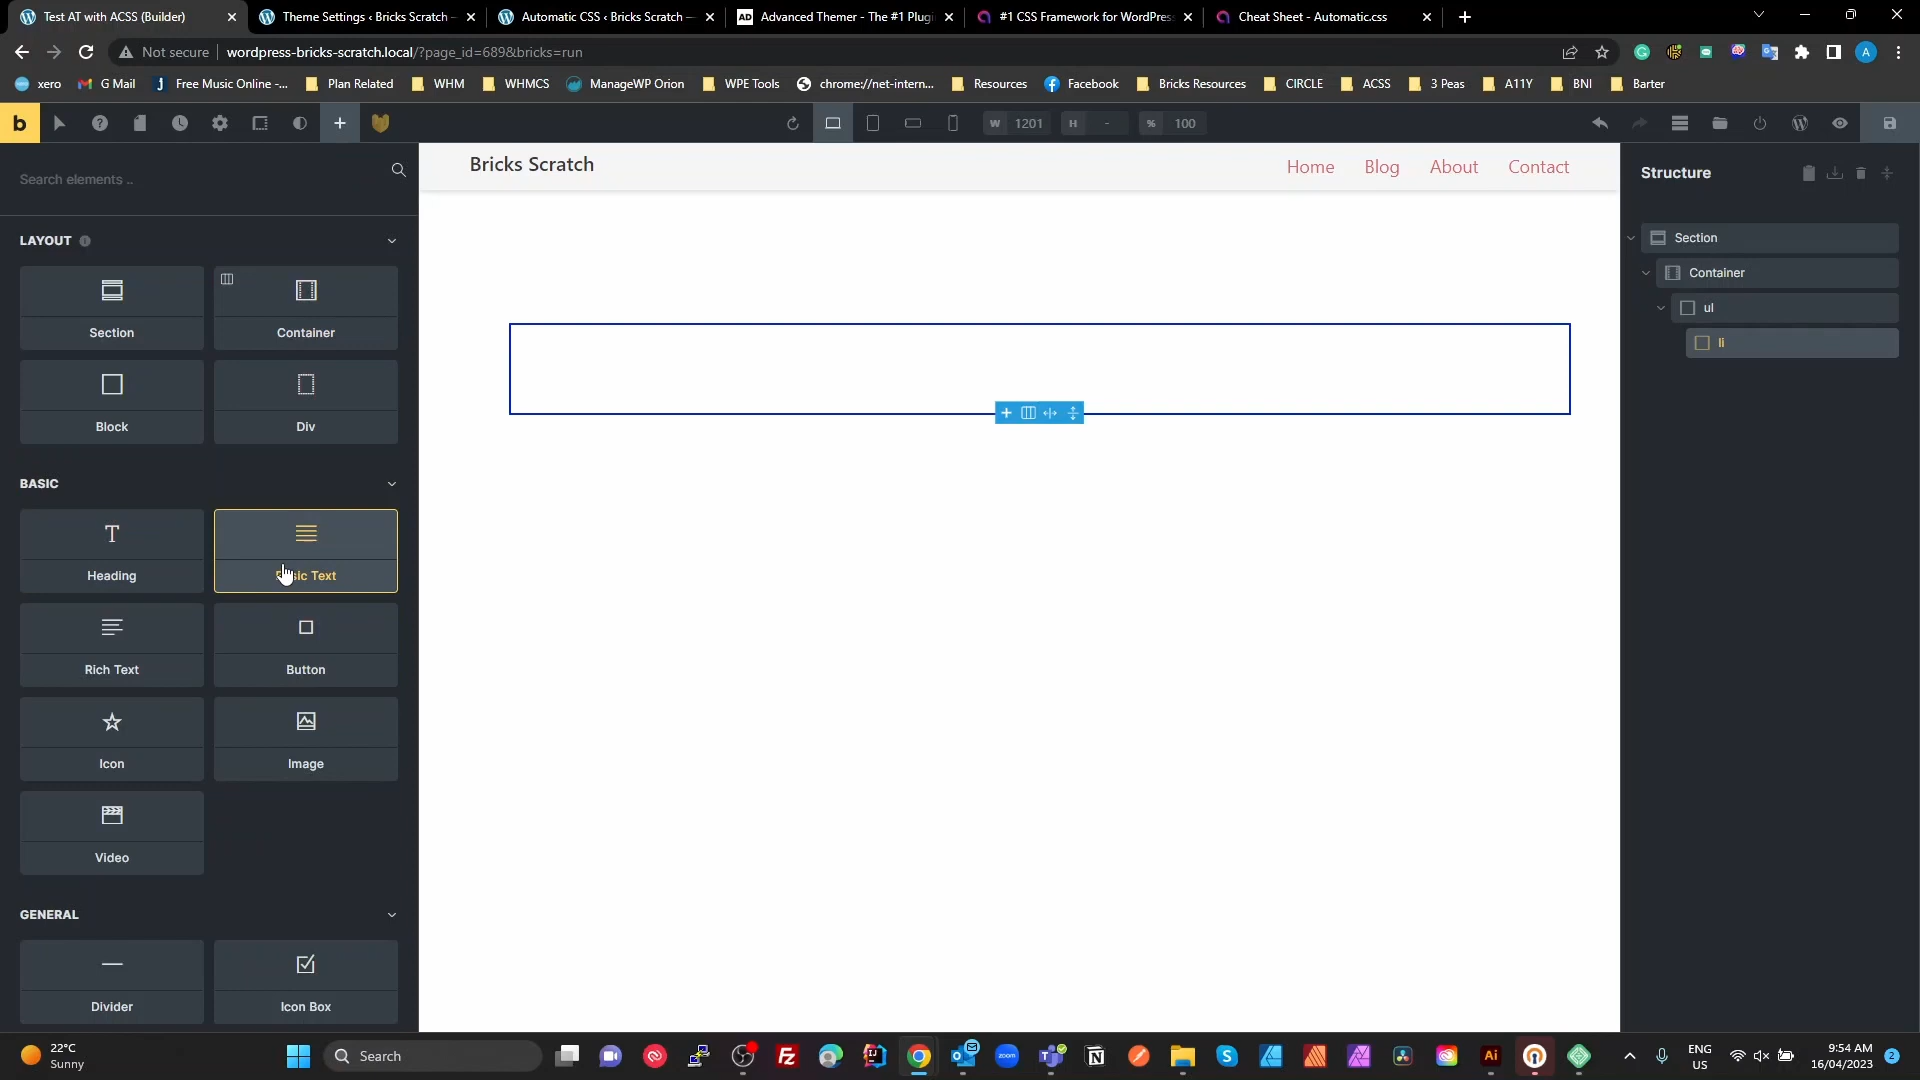 Test AT with ACSS (Builder)
Theme Settings ‹ Bricks Scratch —
Automatic CSS ‹ Bricks Scratch —
AD
Advanced Themer - The #1 Plugi
#1 CSS Framework for WordPres
Cheat Sheet - Automatic.css
Not secure
wordpress-bricks-scratch.local/?page_id=689&bricks=run
A
xero
G Mail
Free Music Online -...
Plan Related
WHM
WHMCS
ManageWP Orion
WPE Tools
chrome://net-intern...
Resources
Facebook
Bricks Resources
CIRCLE
ACSS
3 Peas
A11Y
BNI
Barter
b
W 1201
H -
% 100
Search elements ..
LAYOUT
Section
Container
Block
Div
BASIC
Heading
Text
Rich Text
Button
Icon
Image
Video
GENERAL
Divider
Icon Box
Bricks Scratch
Home
Blog
About
Contact
Structure
Section
Container
ul
li
22°C
Sunny
Search
zoom
Ai
ENG
US
9:54 AM
16/04/2023
2